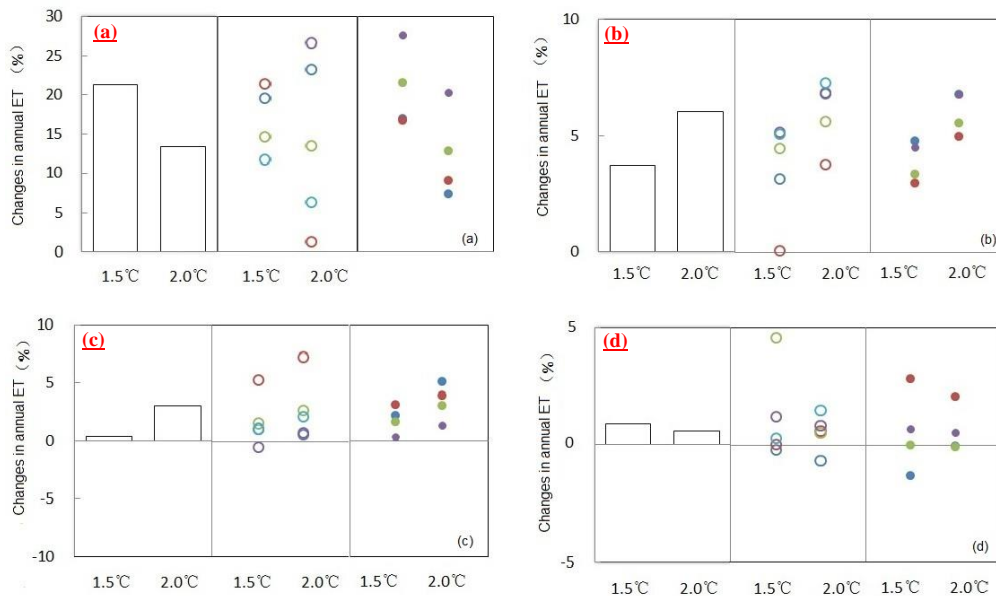 Changes in annual ET (%)
30
25
20
15
10
5
0
(a)
(a)
1.5℃ 2.0℃ 1.5℃ 2.0℃
Changes in annual ET (%)
10
5
0
(b)
(b)
1.5℃ 2.0℃ 1.5℃ 2.0℃ 1.5℃ 2.0℃
Changes in annual ET (%)
10
5
0
-5
-10
(c)
(c)
1.5℃ 2.0℃ 1.5℃ 2.0℃ 1.5℃ 2.0℃
Changes in annual ET (%)
5
0
-5
(d)
(d)
1.5℃ 2.0℃ 1.5℃ 2.0℃ 1.5℃ 2.0℃